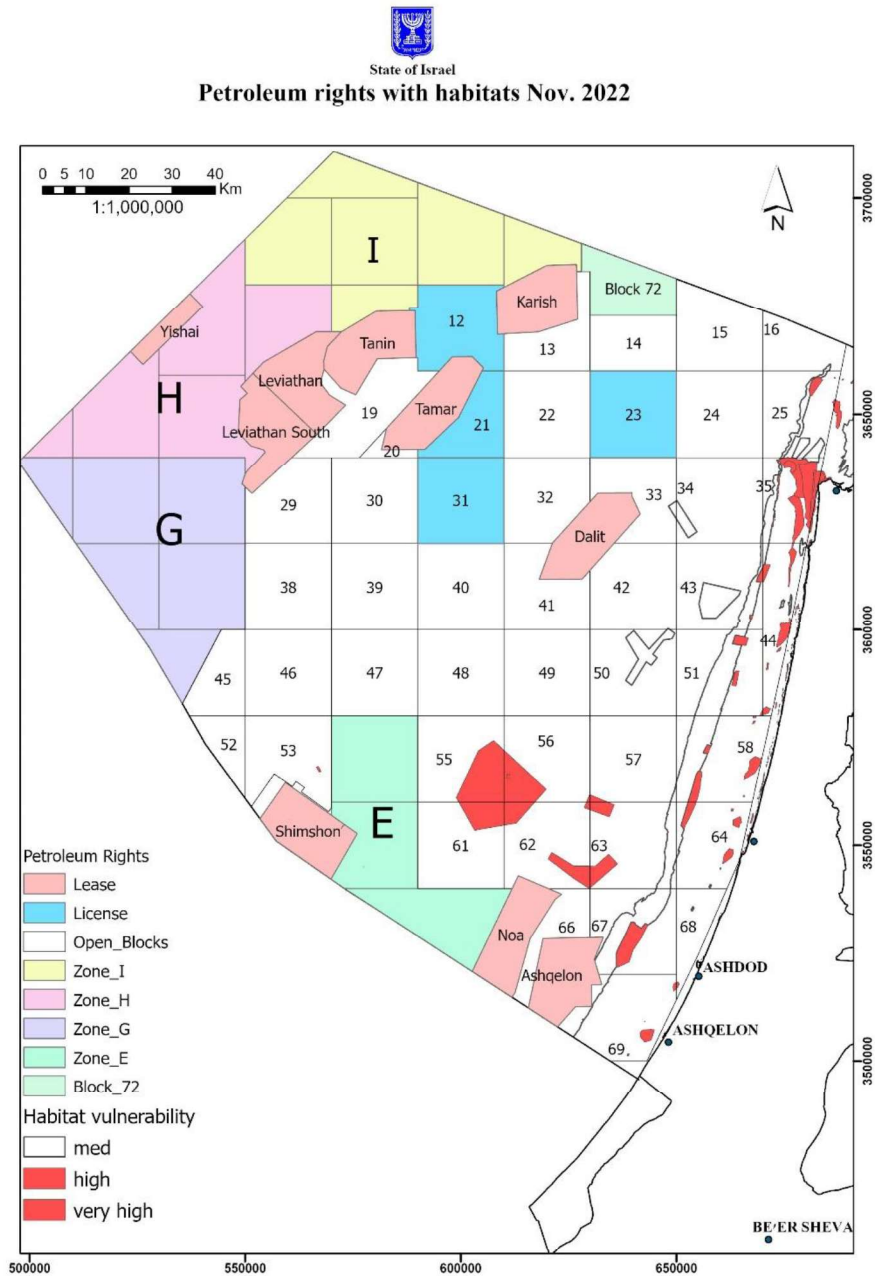 State of Israel
Petroleum rights with habitats Nov. 2022
0 5 10 20 30 40
Km
1:1,000,000
N
3700000
I
Karish
Block 72
12
Yishai
Tanin
13
14
15
16
Leviathan
H
Leviathan South
19
Tamar
20
21
22
23
24
25
3650000
G
29
30
31
32
33
34
35
Dalit
38
39
40
41
42
43
44
3600000
45
46
47
48
49
50
51
52
53
55
56
57
58
E
Shimshon
61
62
63
64
3550000
Noa
66
67
68
Ashqelon
ASHDOD
69
ASHQELON
3500000
Petroleum Rights
Lease
License
Open_Blocks
Zone_I
Zone_H
Zone_G
Zone_E
Block_72
Habitat vulnerability
med
high
very high
BE'ER SHEVA
500000
550000
600000
650000